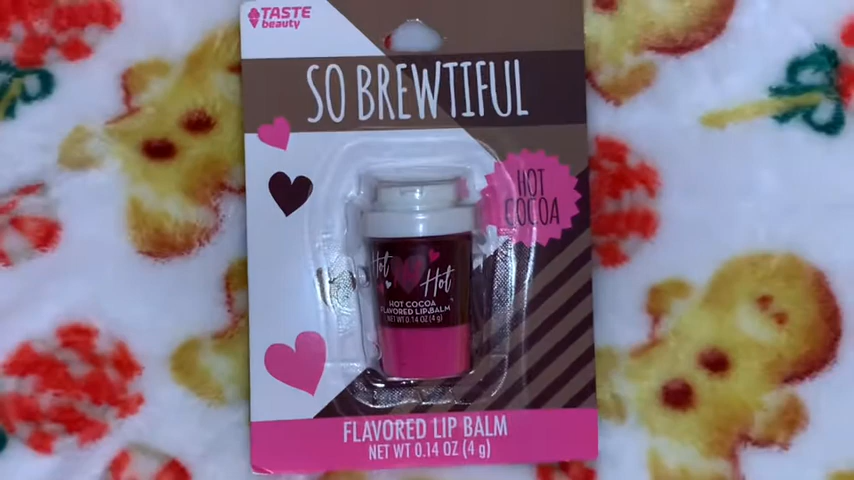 TASTE
beauty
SO BREWTIFUL
HOT
COCOA
Hot
Hot
HOT COCOA
FLAVORED LIP BALM
NET WT 0.14 OZ (4 g)
FLAVORED LIP BALM
NET WT 0.14 OZ (4 g)